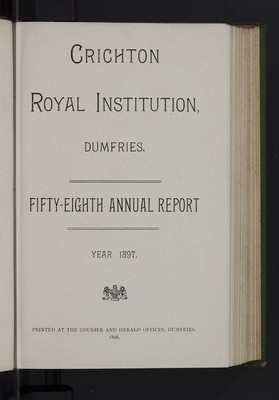 CRICHTON
ROYAL INSTITUTION,
DUMFRIES.
FIFTY-EIGHTH ANNUAL REPORT
YEAR 1897.
PRINTED AT THE COURIER AND HERALD OFFICES, DUMFRIES.
1898.